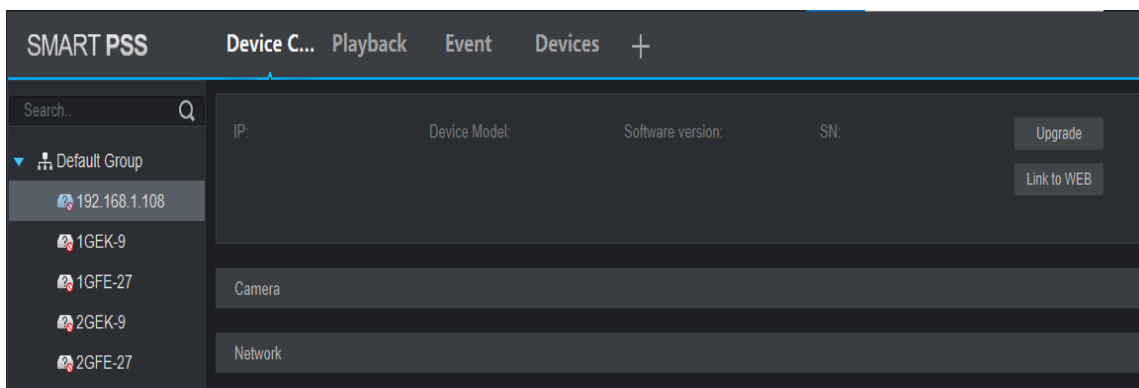 SMART PSS
Device C... Playback Event Devices +
Search..
IP: Device Model: Software version: SN: Upgrade
Default Group
Link to WEB
192.168.1.108
1GEK-9
1GFE-27
Camera
2GEK-9
Network
2GFE-27